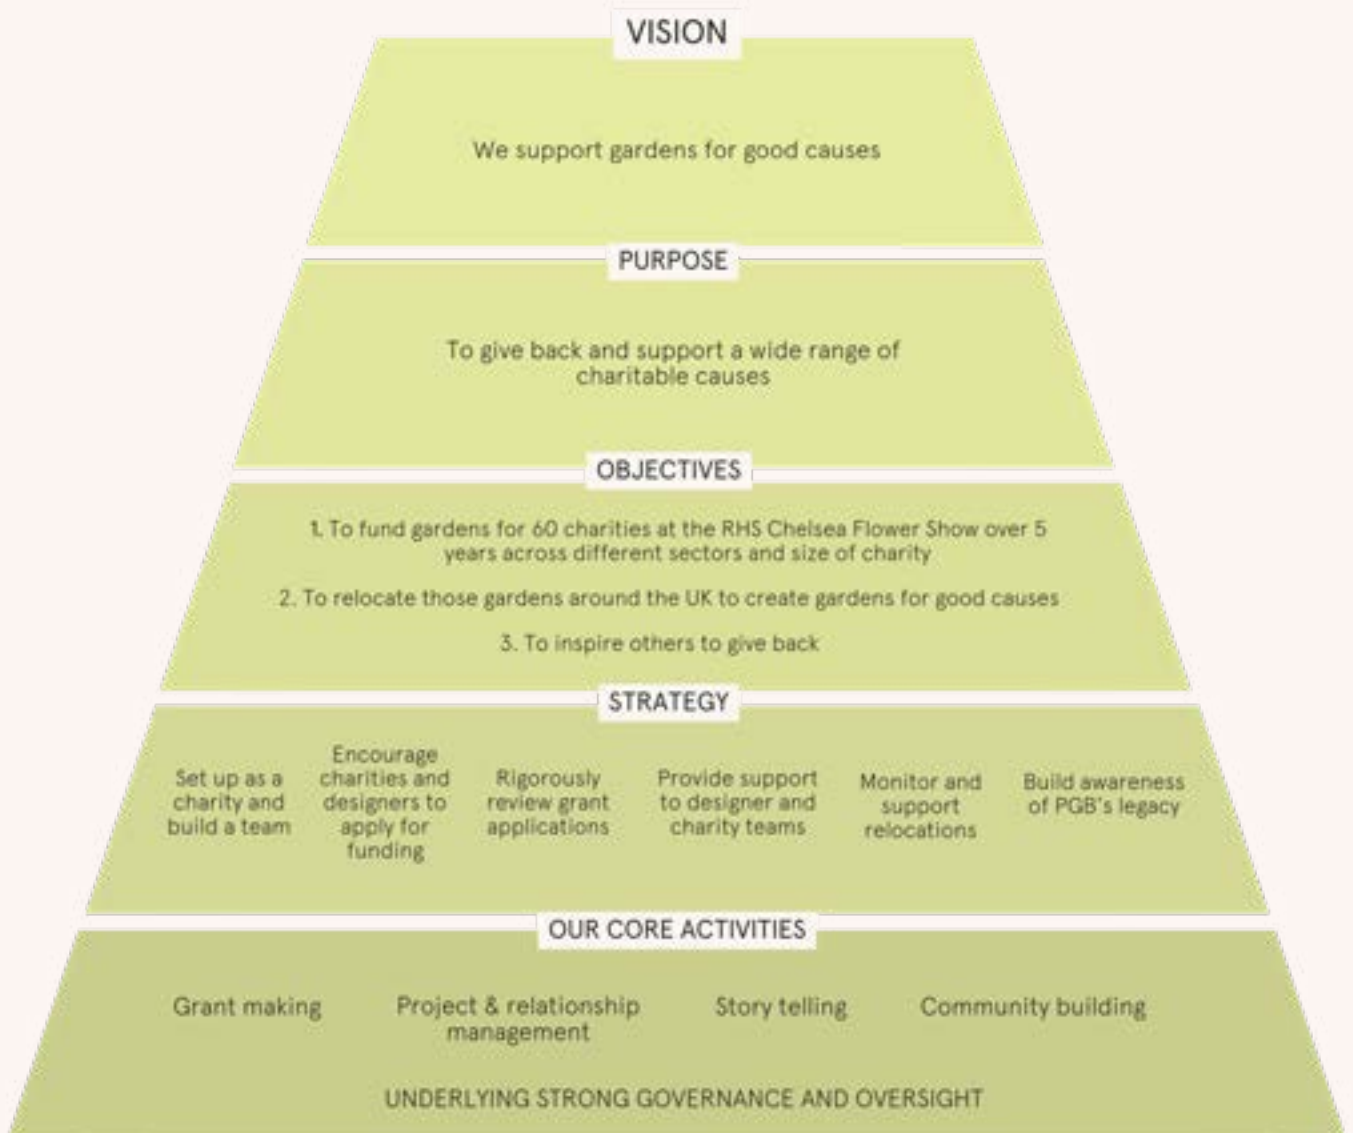 VISION
We support gardens for good causes
PURPOSE
To give back and support a wide range of
charitable causes
OBJECTIVES
1. To fund gardens for 60 charities at the RHS Chelsea Flower Show over 5
years across different sectors and size of charity
2. To relocate those gardens around the UK to create gardens for good causes
3. To inspire others to give back
STRATEGY
Set up as a
charity and
build a team
Encourage
charities and
designers to
apply for
funding
Rigorously
review grant
applications
Provide support
to designer and
charity teams
Monitor and
support
relocations
Build awareness
of PGB's legacy
OUR CORE ACTIVITIES
Grant making
Project & relationship
management
Story telling
Community building
UNDERLYING STRONG GOVERNANCE AND OVERSIGHT